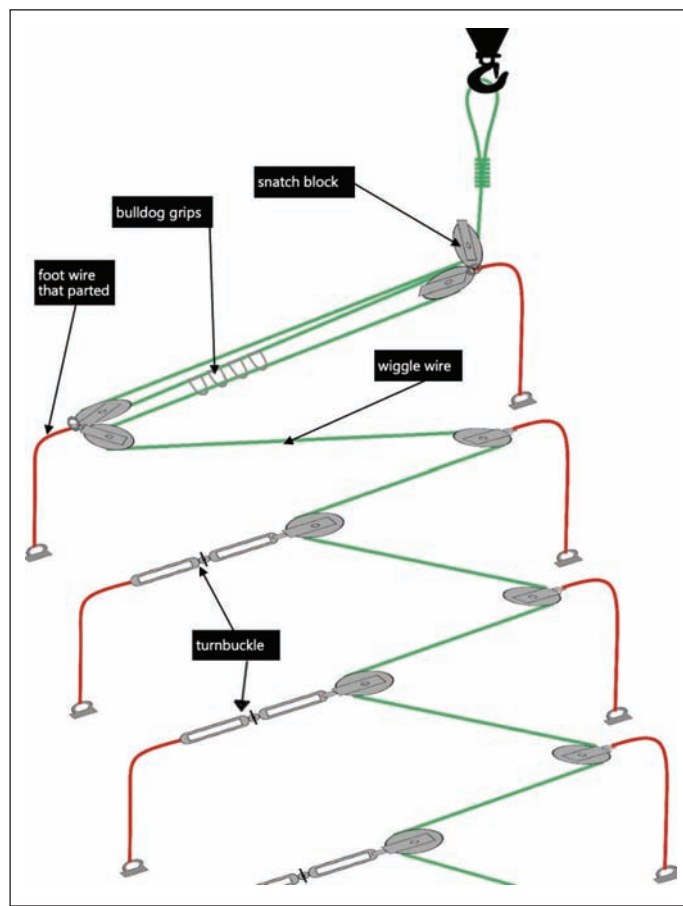 snatch block
bulldog grips
foot wire
that parted
wiggle wire
turnbuckle